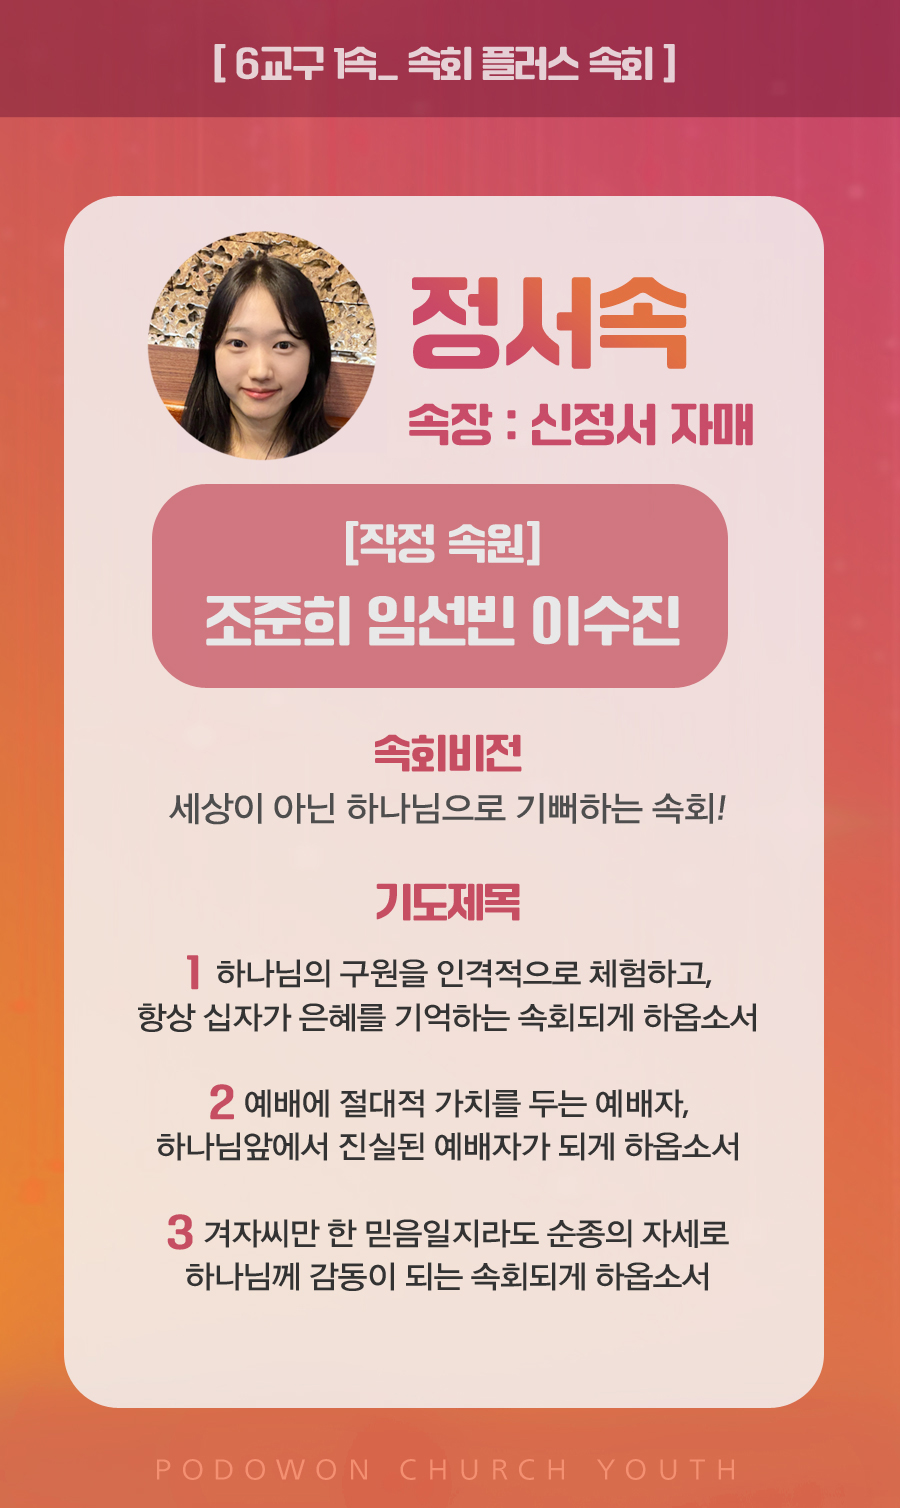 [ 6교구 1속_ 속회 플러스 속회 ]
정서속
속장 : 신정서 자매
[작정 속원]
조준희 임선빈 이수진
속회비전
세상이 아닌 하나님으로 기뻐하는 속회!
기도제목
1 하나님의 구원을 인격적으로 체험하고,
항상 십자가 은혜를 기억하는 속회되게 하옵소서
2 예배에 절대적 가치를 두는 예배자,
하나님앞에서 진실된 예배자가 되게 하옵소서
3 겨자씨만 한 믿음일지라도 순종의 자세로
하나님께 감동이 되는 속회되게 하옵소서
PODOWON CHURCH YOUTH